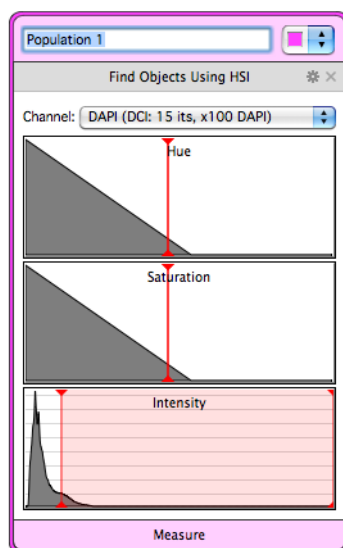 Population 1
Find Objects Using HSI
Channel: DAPI (DCI: 15 its, x100 DAPI)
Hue
Saturation
Intensity
Measure